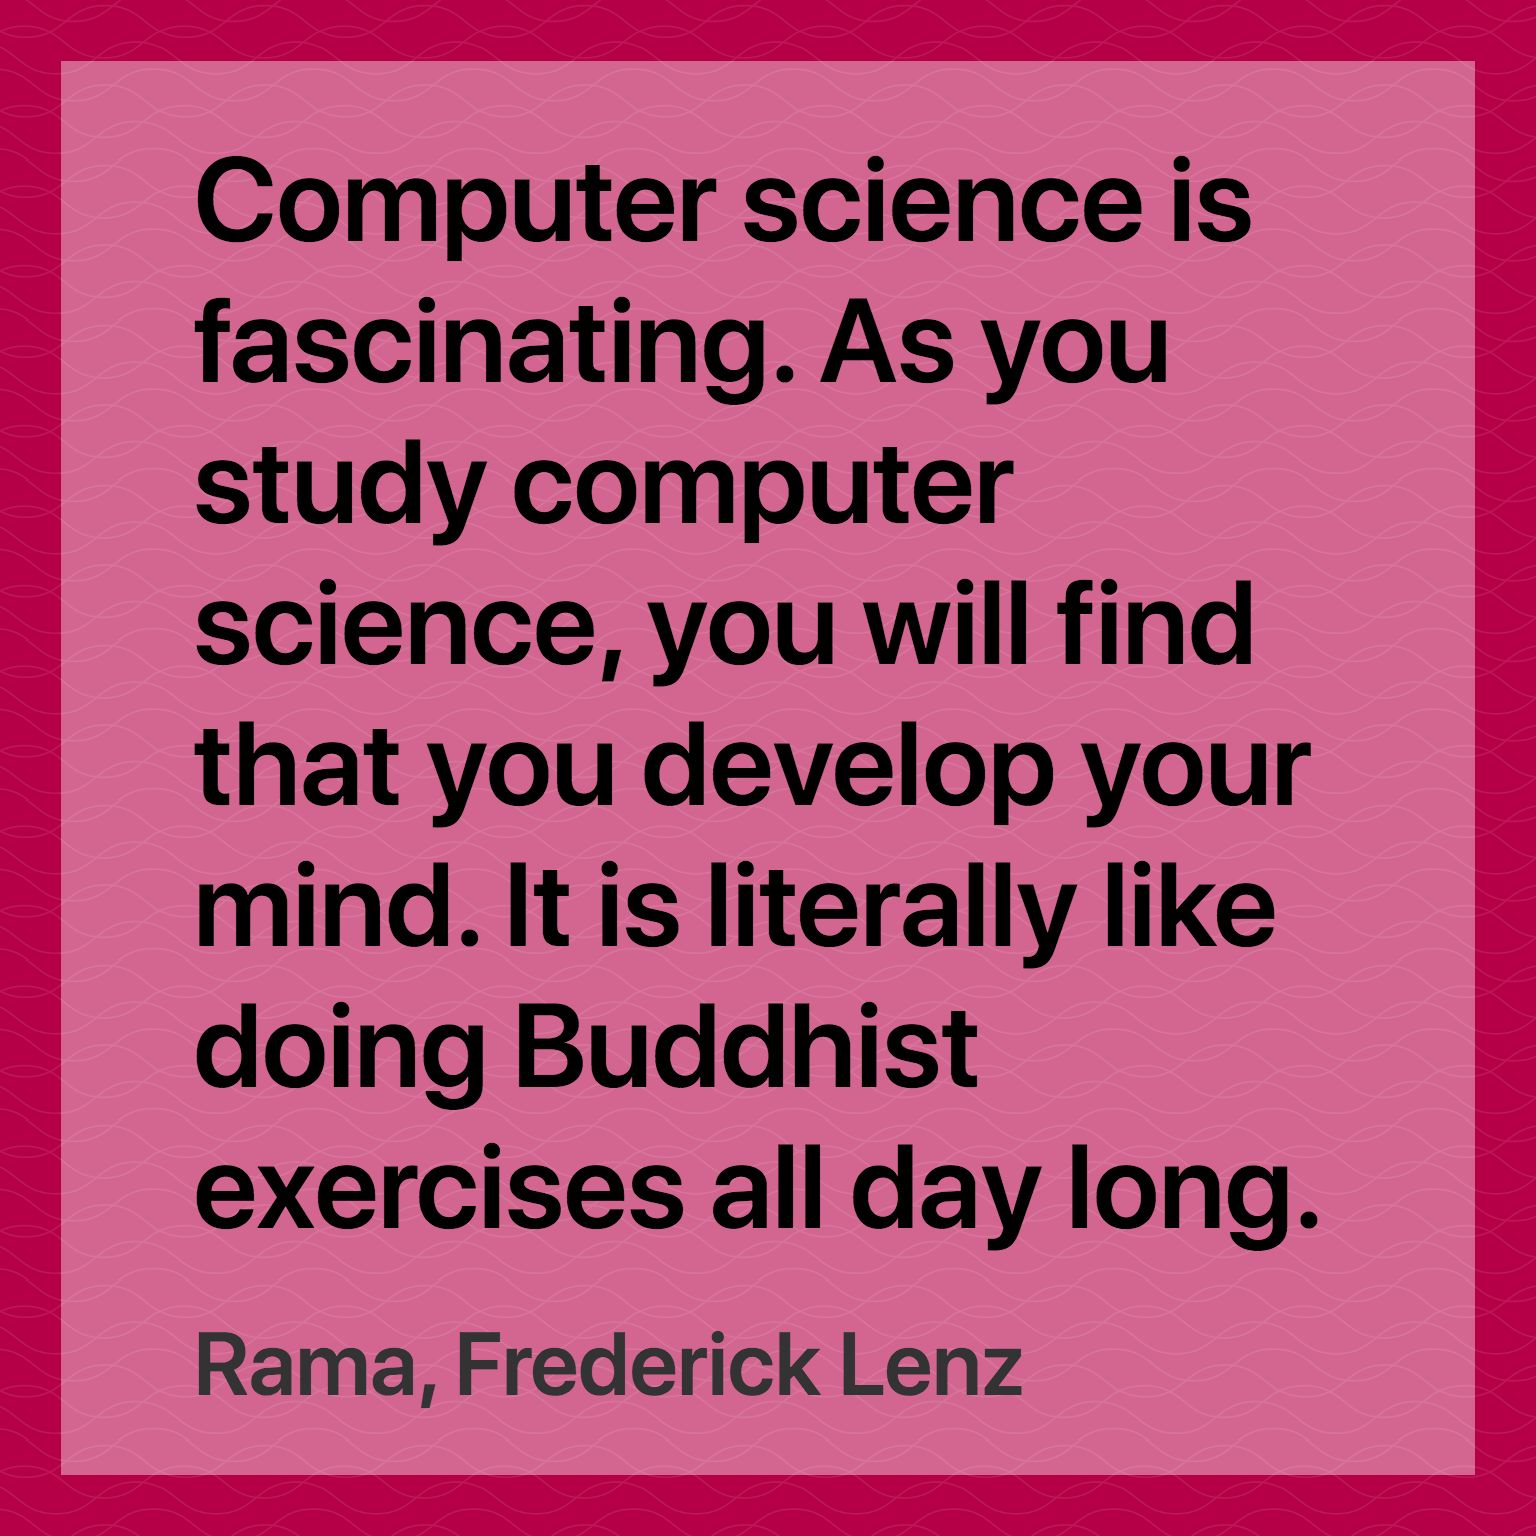 Computer science is
fascinating. As you
study computer
science, you will find
that you develop your
mind. It is literally like
doing Buddhist
exercises all day long.
Rama, Frederick Lenz